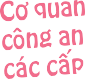 Cơ quan
công an
các cấp